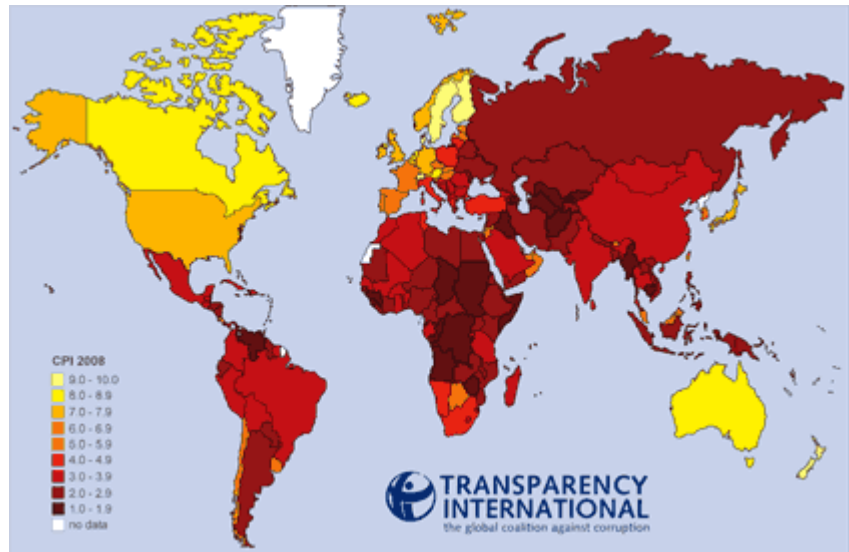 CPI 2008
9.0 - 10.0
8.0 - 8.9
7.0 - 7.9
6.0 - 6.9
5.0 - 5.9
4.0 - 4.9
3.0 - 3.9
2.0 - 2.9
1.0 - 1.9
no data
TRANSPARENCY
INTERNATIONAL
the global coalition against corruption